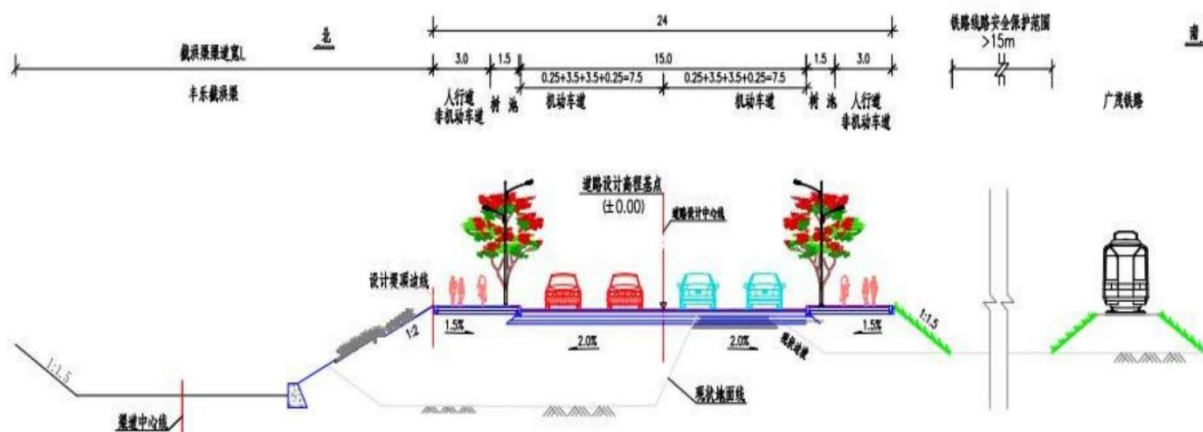 24
北
铁路线路安全保护范围
>15m
南
截洪渠渠道宽L
3.0
1.5
15.0
1.5
3.0
0.25+3.5+3.5+0.25=7.5
0.25+3.5+3.5+0.25=7.5
丰乐截洪渠
人行道
非机动车道
树 池
机动车道
机动车道
树 池
人行道
非机动车道
广茂铁路
道路设计高程基点
(±0.00)
道路设计中心线
设计渠顶边线
1:2
1.5%
2.0%
2.0%
现状边坡
1.5%
1:1.5
1:1.5
现状地面线
渠道中心线